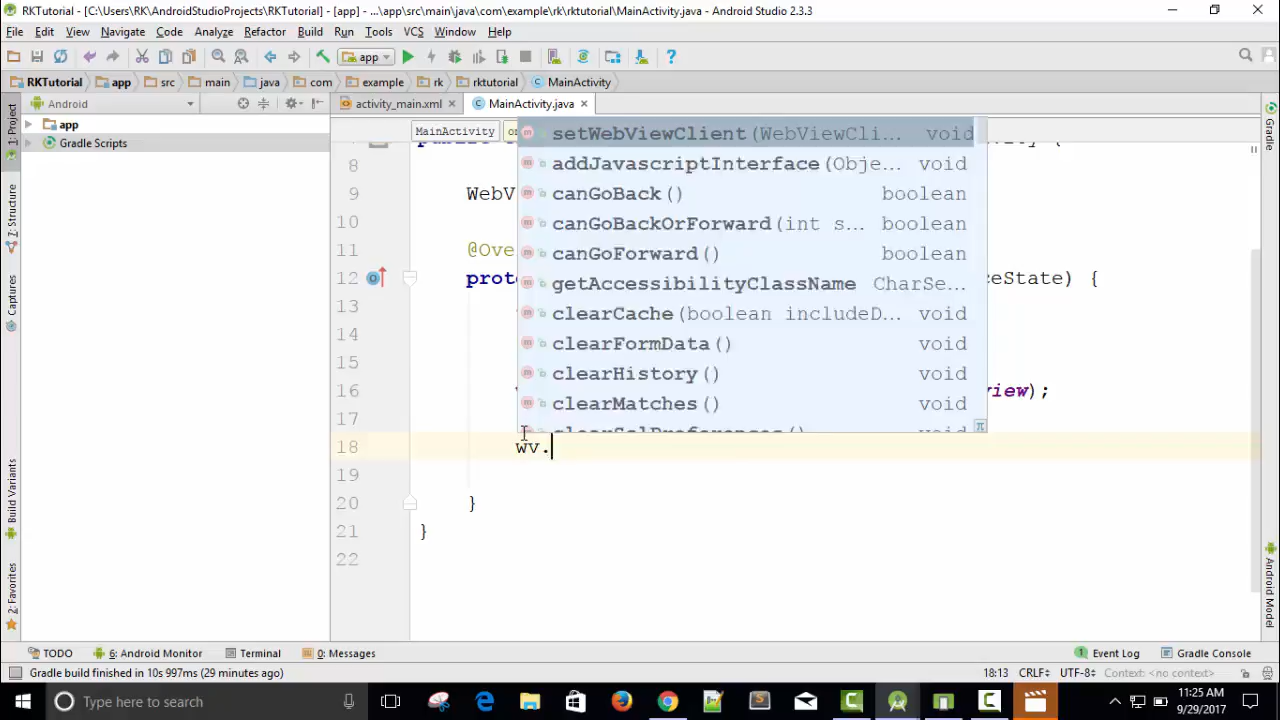 RKTutorial - [C:\Users\RK\AndroidStudioProjects\RKTutorial] - [app] - ...\app\src\main\java\com\example\rk\rktutorial\MainActivity.java - Android Studio 2.3.3
File Edit View Navigate Code Analyze Refactor Build Run Tools VCS Window Help
app
RKTutorial app src main java com example rk rktutorial MainActivity
Android
activity_main.xml
MainActivity.java
1: Project
Z: Structure
Captures
Build Variants
2: Favorites
Gradle
Android Model
app
Gradle Scripts
MainActivity
setWebViewClient(WebViewCli... void
addJavascriptInterface(Obje... void
canGoBack() boolean
canGoBackOrForward(int s... boolean
canGoForward() boolean
getAccessibilityClassName CharSe...
clearCache(boolean includeD... void
clearFormData() void
clearHistory() void
clearMatches() void
8
9 WebV
10
11 @Ove
12 prot ceState) {
13
14
15
16 view);
17
18 wv.
19
20 }
21 }
22
TODO 6: Android Monitor Terminal 0: Messages Event Log Gradle Console
Gradle build finished in 10s 997ms (29 minutes ago) 18:13 CRLF UTF-8 Context: <no context>
Type here to search
11:25 AM
9/29/2017